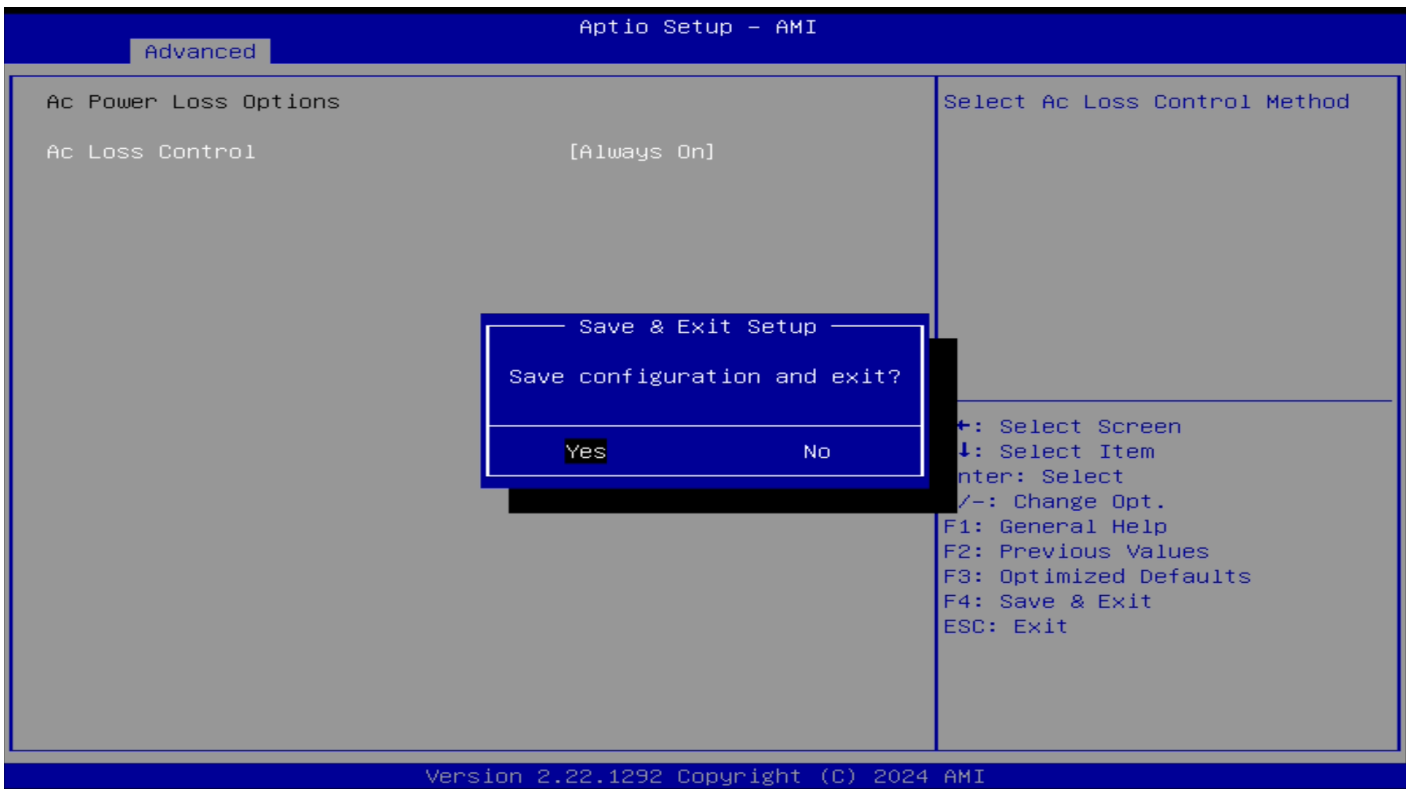 Aptio Setup – AMI
Advanced
Ac Power Loss Options
Ac Loss Control [Always On]
Select Ac Loss Control Method
Save & Exit Setup
Save configuration and exit?
Yes No
←: Select Screen
↓: Select Item
nter: Select
/-: Change Opt.
F1: General Help
F2: Previous Values
F3: Optimized Defaults
F4: Save & Exit
ESC: Exit
Version 2.22.1292 Copyright (C) 2024 AMI